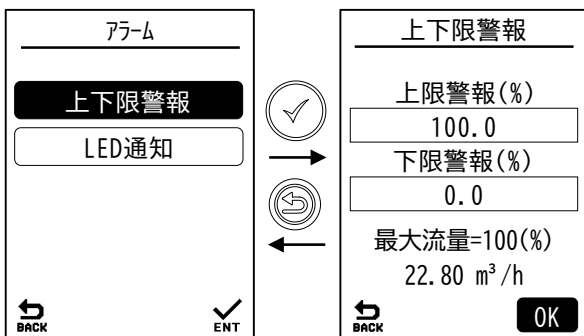 アラーム
上下限警報
LED通知
BACK
ENT
上下限警報
上限警報(%)
100.0
下限警報(%)
0.0
最大流量=100(%)
22.80 m³/h
BACK
OK